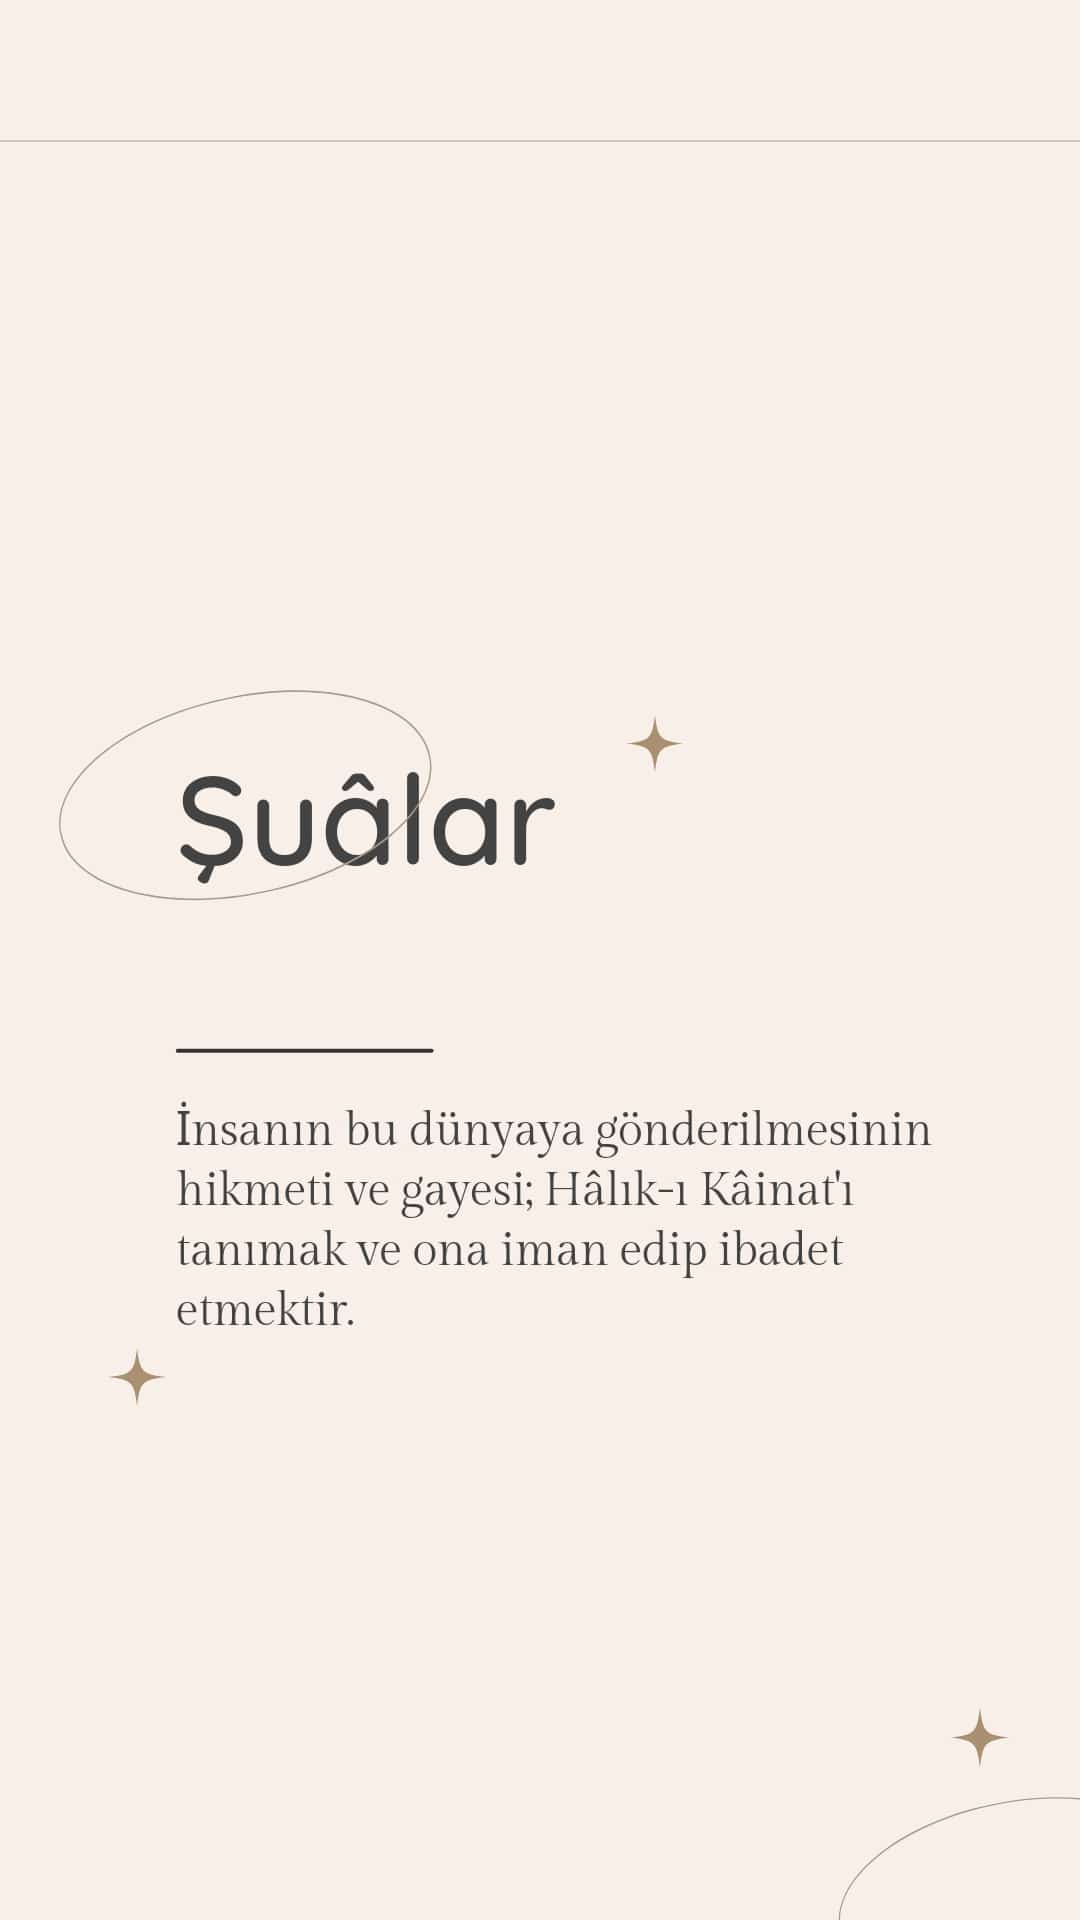 Şuâlar
İnsanın bu dünyaya gönderilmesinin
hikmeti ve gayesi; Hâlık-ı Kâinat'ı
tanımak ve ona iman edip ibadet
etmektir.